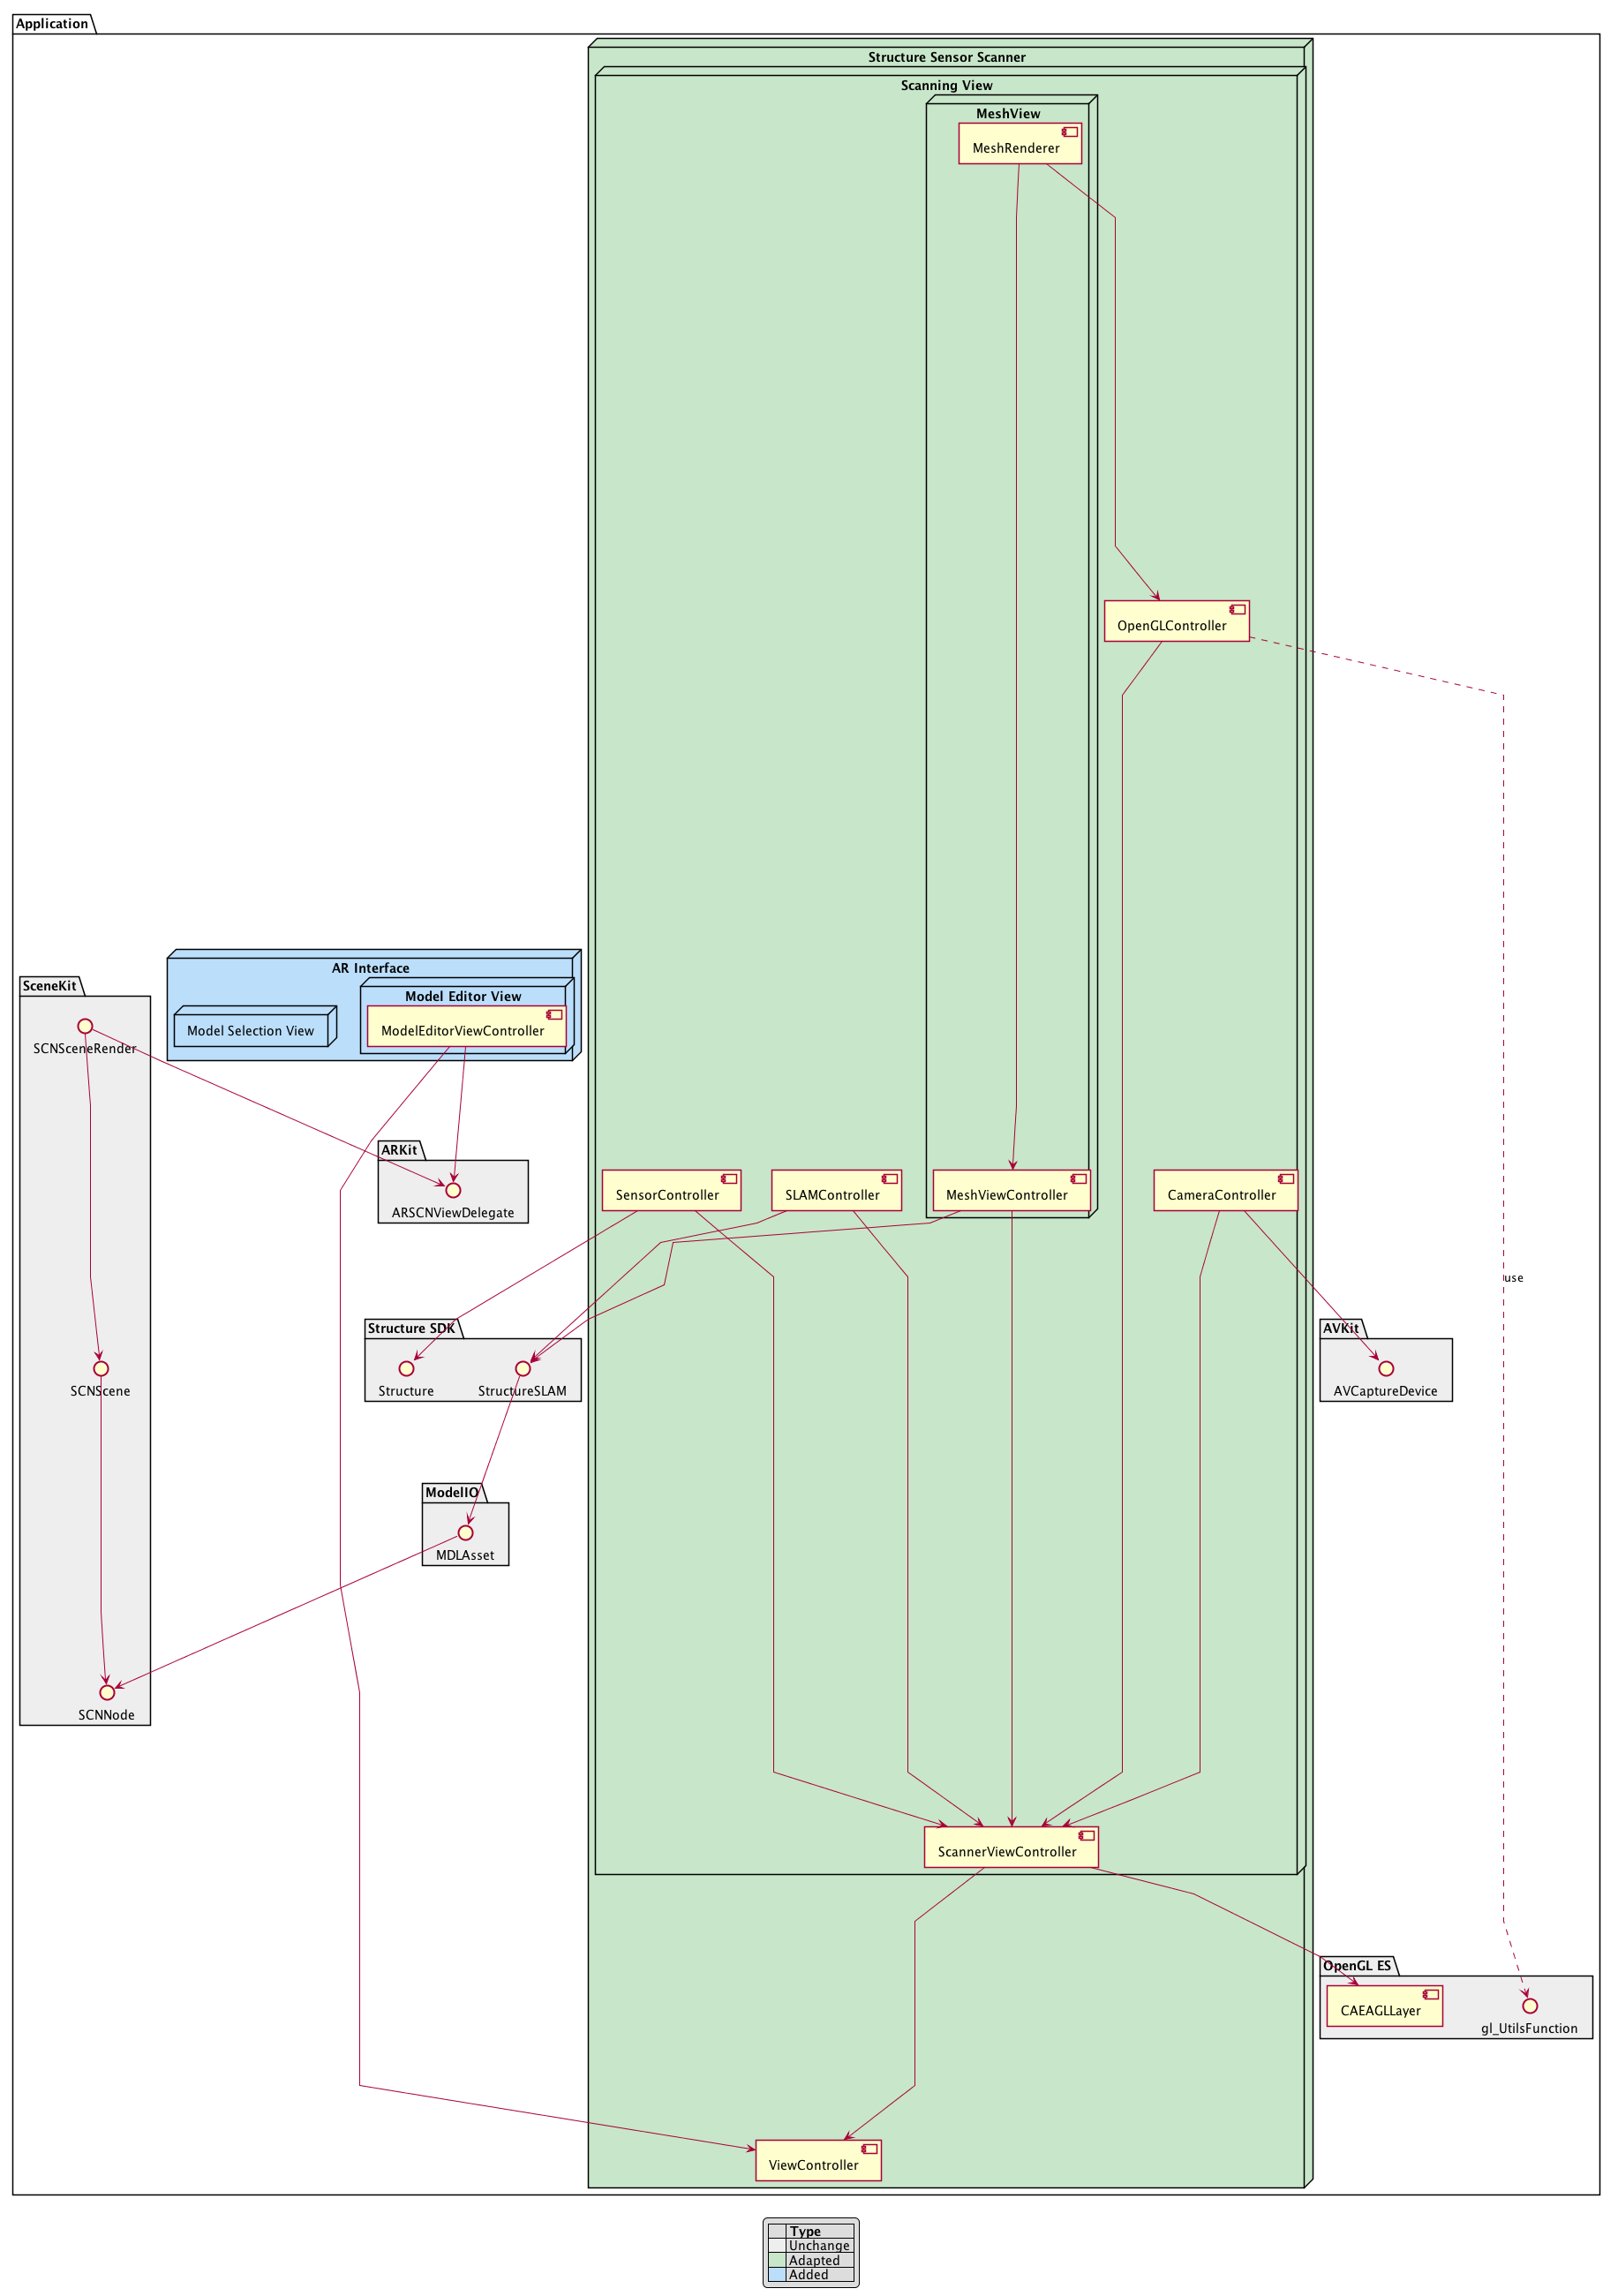 Application
Structure Sensor Scanner
Scanning View
MeshView
MeshRenderer
OpenGLController
AR Interface
SceneKit
Model Editor View
SCNSceneRender
Model Selection View
ModelEditorViewController
ARKit
ARSCNViewDelegate
SensorController
SLAMController
MeshViewController
CameraController
use
Structure SDK
AVKit
SCNScene
Structure
StructureSLAM
AVCaptureDevice
ModelIO
MDLAsset
SCNNode
ScannerViewController
OpenGL ES
CAEAGLLayer
gl_UtilsFunction
ViewController
Type
Unchange
Adapted
Added